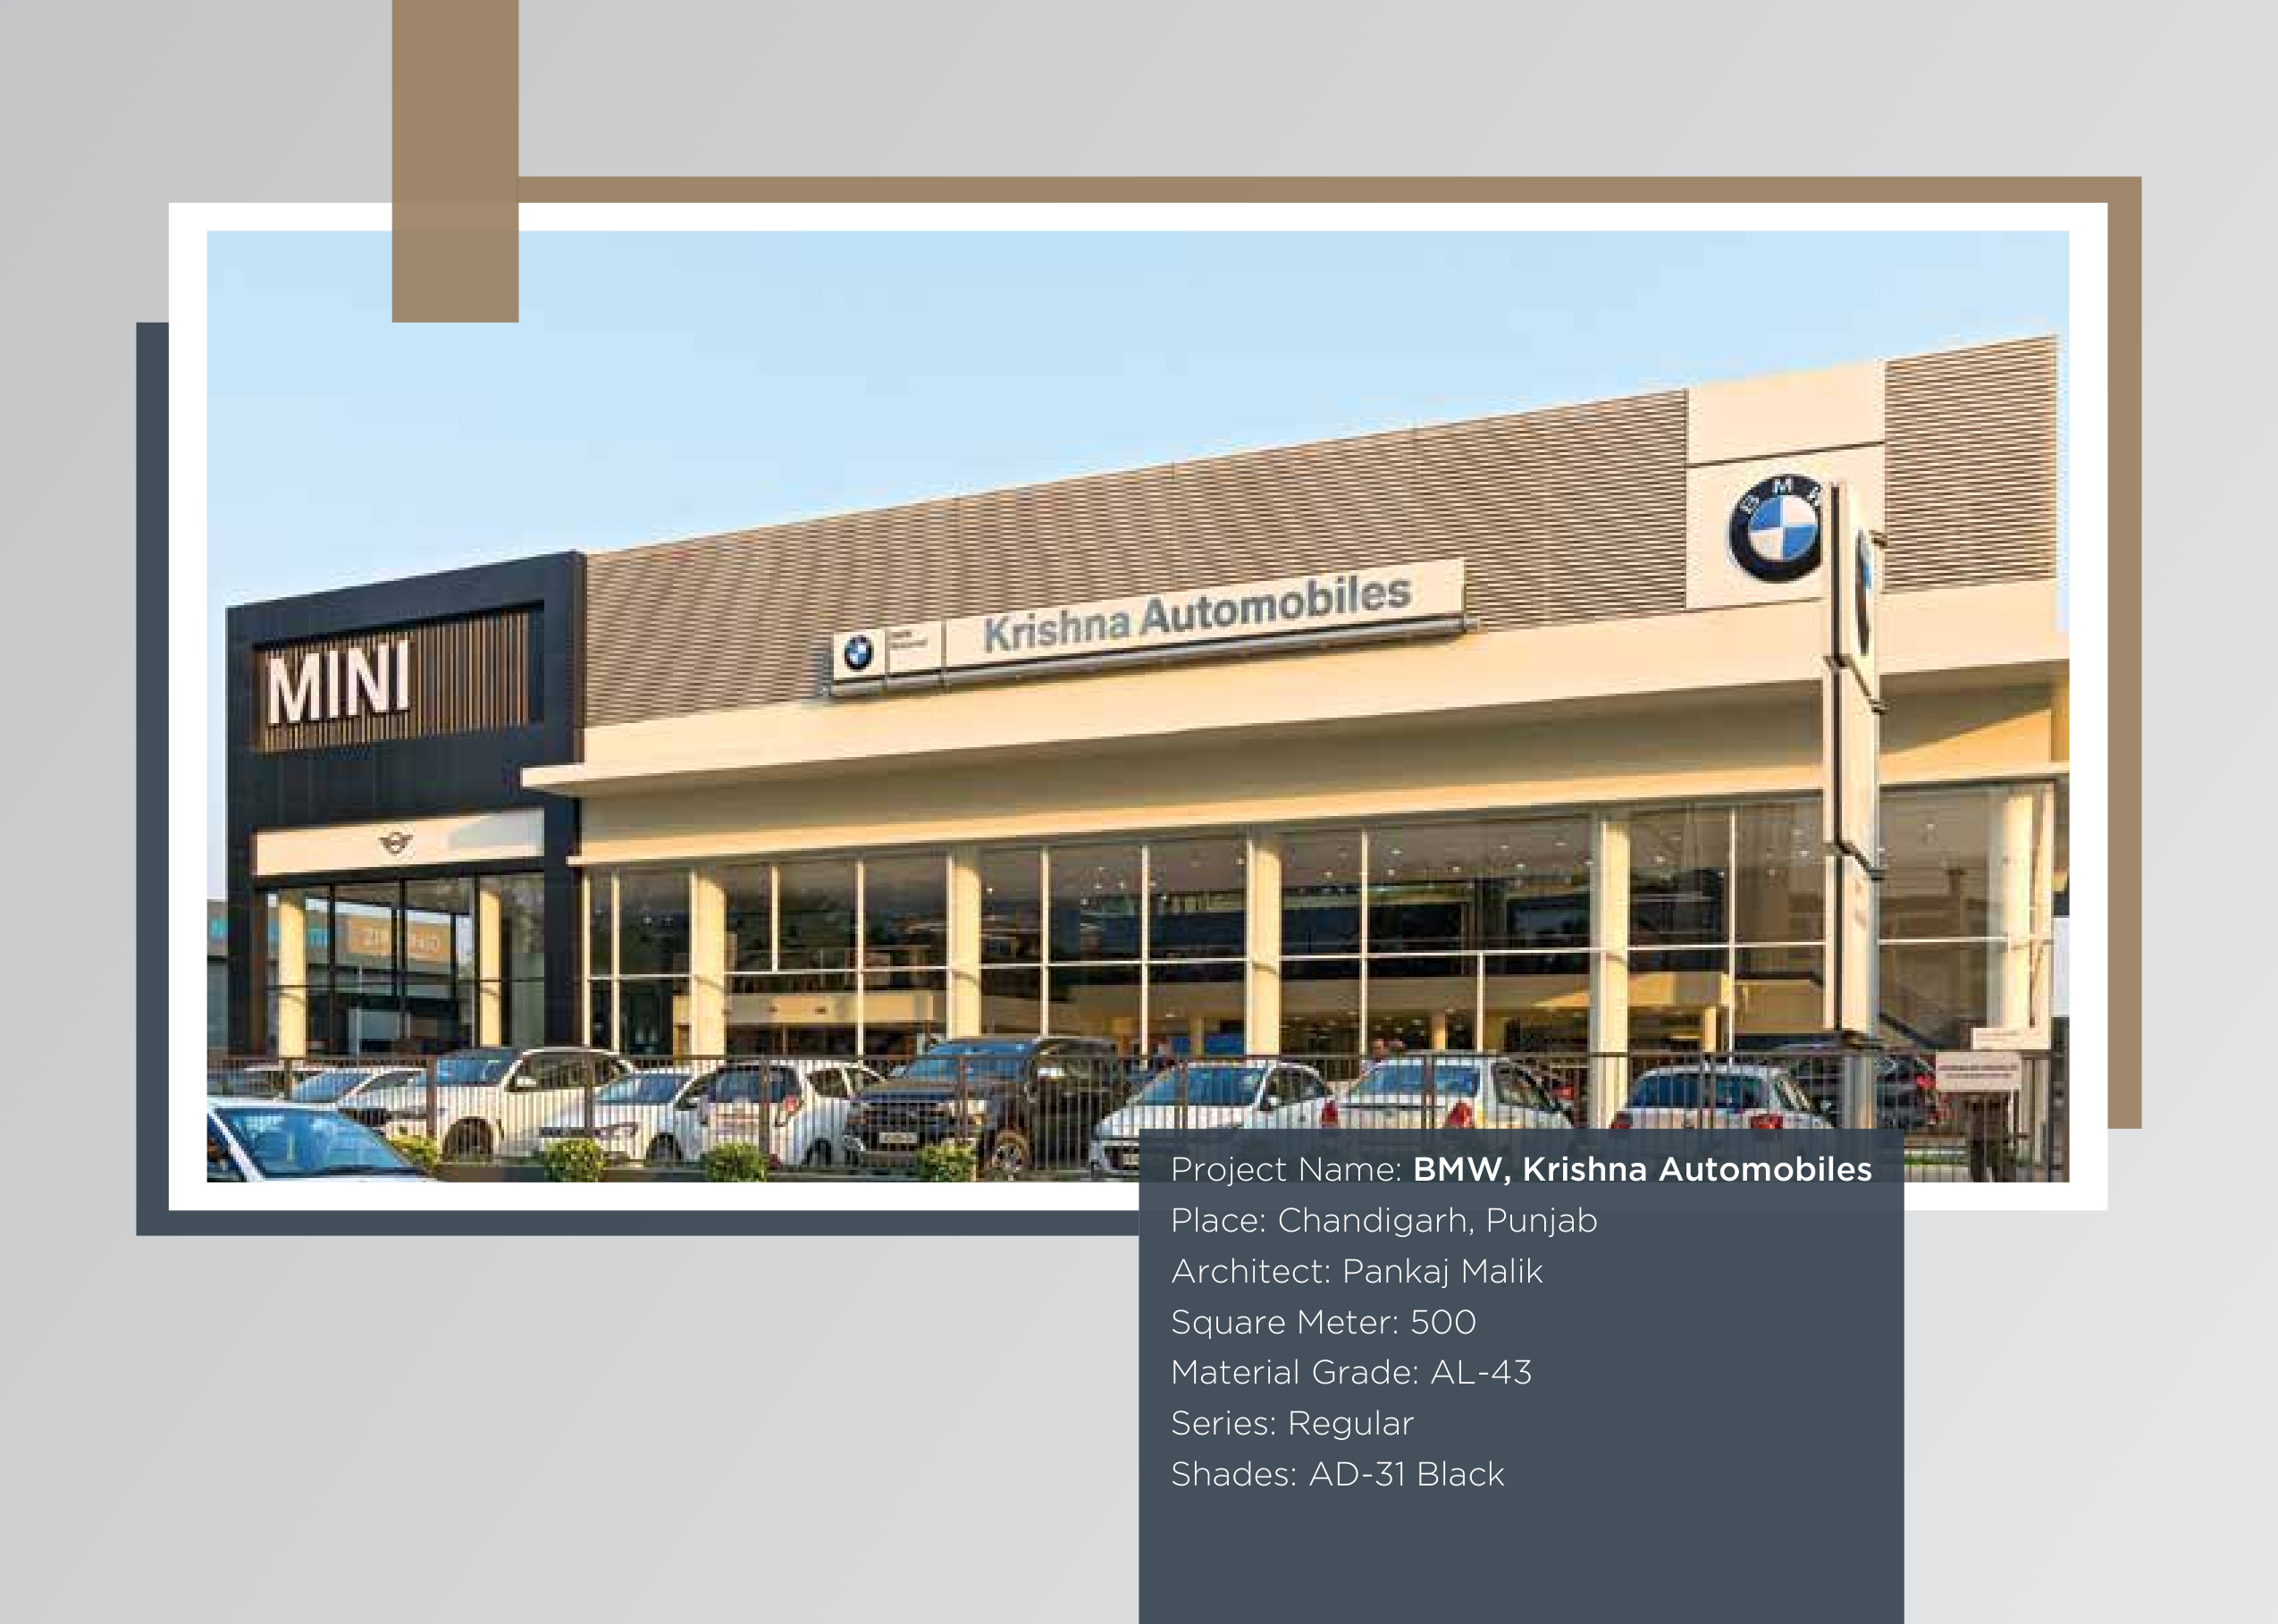 MINI
Krishna Automobiles
BMW
Project Name: BMW, Krishna Automobiles
Place: Chandigarh, Punjab
Architect: Pankaj Malik
Square Meter: 500
Material Grade: AL-43
Series: Regular
Shades: AD-31 Black